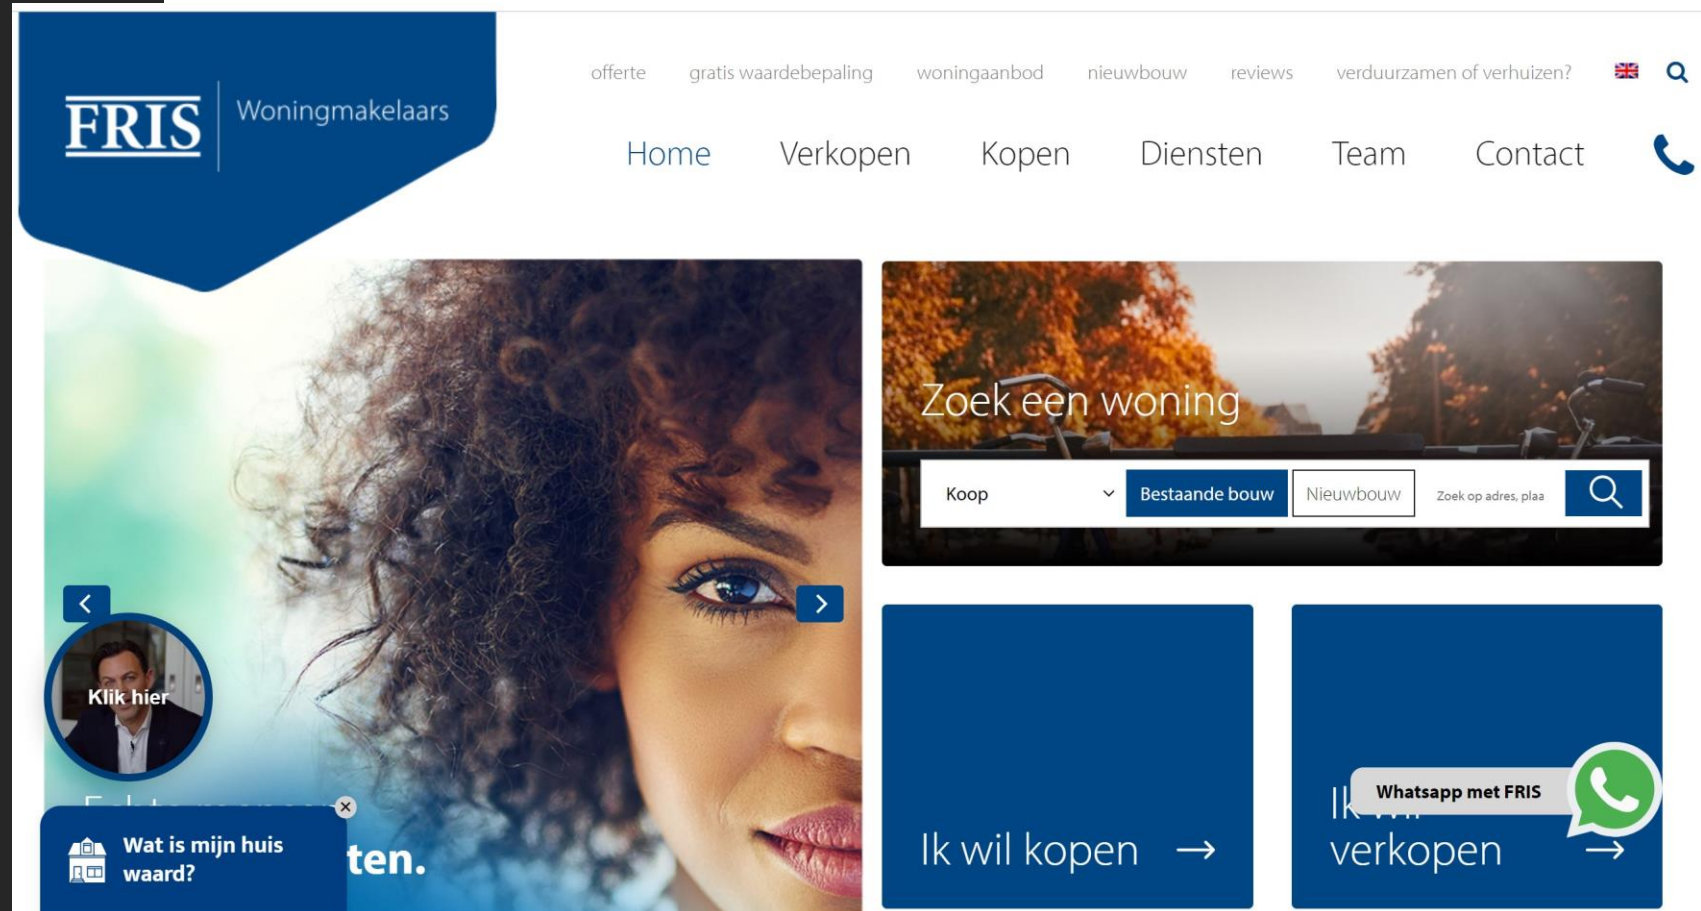 offerte gratis waardebepaling woningaanbod nieuwbouw reviews verduurzamen of verhuizen?
FRIS Woningmakelaars
Home Verkopen Kopen Diensten Team Contact
Zoek een woning
Koop Bestaande bouw Nieuwbouw Zoek op adres, plaa
Klik hier
Wat is mijn huis
waard?
ten.
Ik wil kopen →
Ik wil
verkopen →
Whatsapp met FRIS